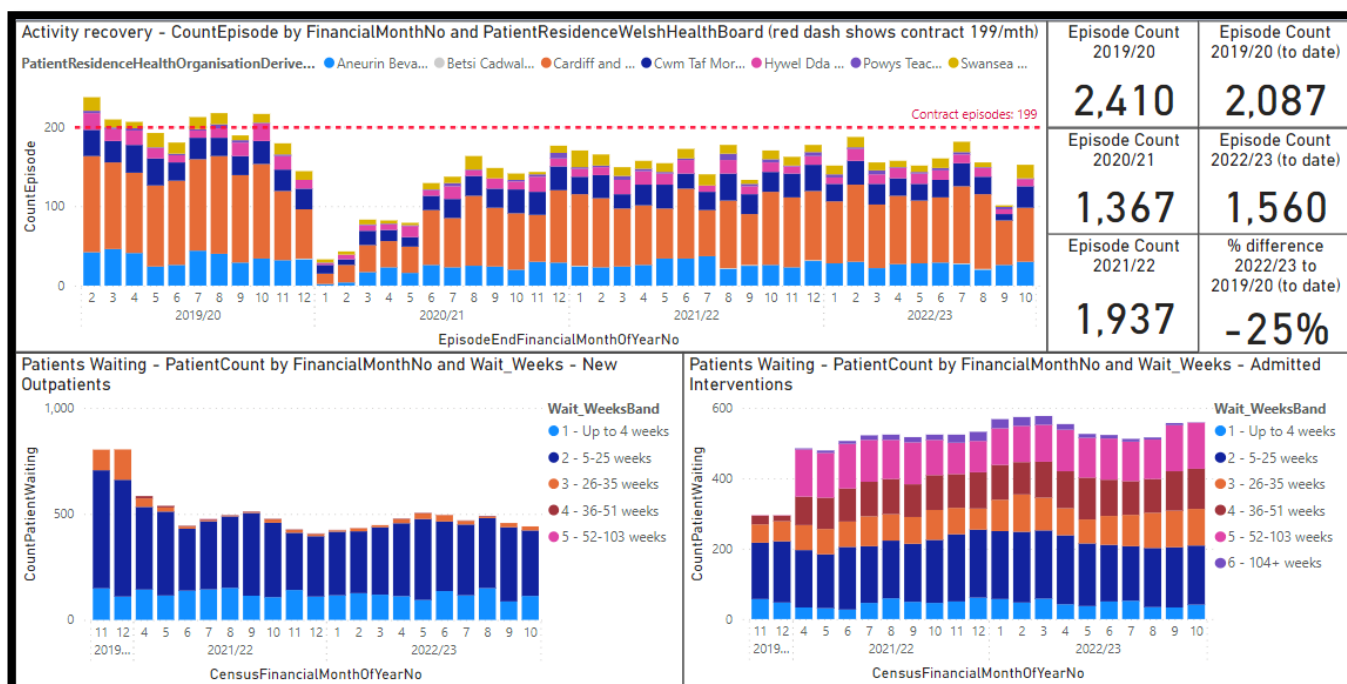 Activity recovery - CountEpisode by FinancialMonthNo and PatientResidenceWelshHealthBoard (red dash shows contract 199/mth)
PatientResidenceHealthOrganisationDerive... Aneurin Beva... Betsi Cadwal... Cardiff and ... Cwm Taf Mor... Hywel Dda ... Powys Teac... Swansea ...
Contract episodes: 199
200
100
0
CountEpisode
2 3 4 5 6 7 8 9 10 11 12 1 2 3 4 5 6 7 8 9 10 11 12 1 2 3 4 5 6 7 8 9 10 11 12 1 2 3 4 5 6 7 8 9 10
2019/20 2020/21 2021/22 2022/23
EpisodeEndFinancialMonthOfYearNo
Episode Count
2019/20
2,410
Episode Count
2019/20 (to date)
2,087
Episode Count
2020/21
1,367
Episode Count
2022/23 (to date)
1,560
Episode Count
2021/22
1,937
% difference
2022/23 to
2019/20 (to date)
-25%
Patients Waiting - PatientCount by FinancialMonthNo and Wait_Weeks - New
Outpatients
1,000
500
0
CountPatientWaiting
Wait_WeeksBand
1 - Up to 4 weeks
2 - 5-25 weeks
3 - 26-35 weeks
4 - 36-51 weeks
5 - 52-103 weeks
11 12 4 5 6 7 8 9 10 11 12 1 2 3 4 5 6 7 8 9 10
2019... 2021/22 2022/23
CensusFinancialMonthOfYearNo
Patients Waiting - PatientCount by FinancialMonthNo and Wait_Weeks - Admitted
Interventions
600
400
200
0
CountPatientWaiting
Wait_WeeksBand
1 - Up to 4 weeks
2 - 5-25 weeks
3 - 26-35 weeks
4 - 36-51 weeks
5 - 52-103 weeks
6 - 104+ weeks
11 12 4 5 6 7 8 9 10 11 12 1 2 3 4 5 6 7 8 9 10
2019... 2021/22 2022/23
CensusFinancialMonthOfYearNo